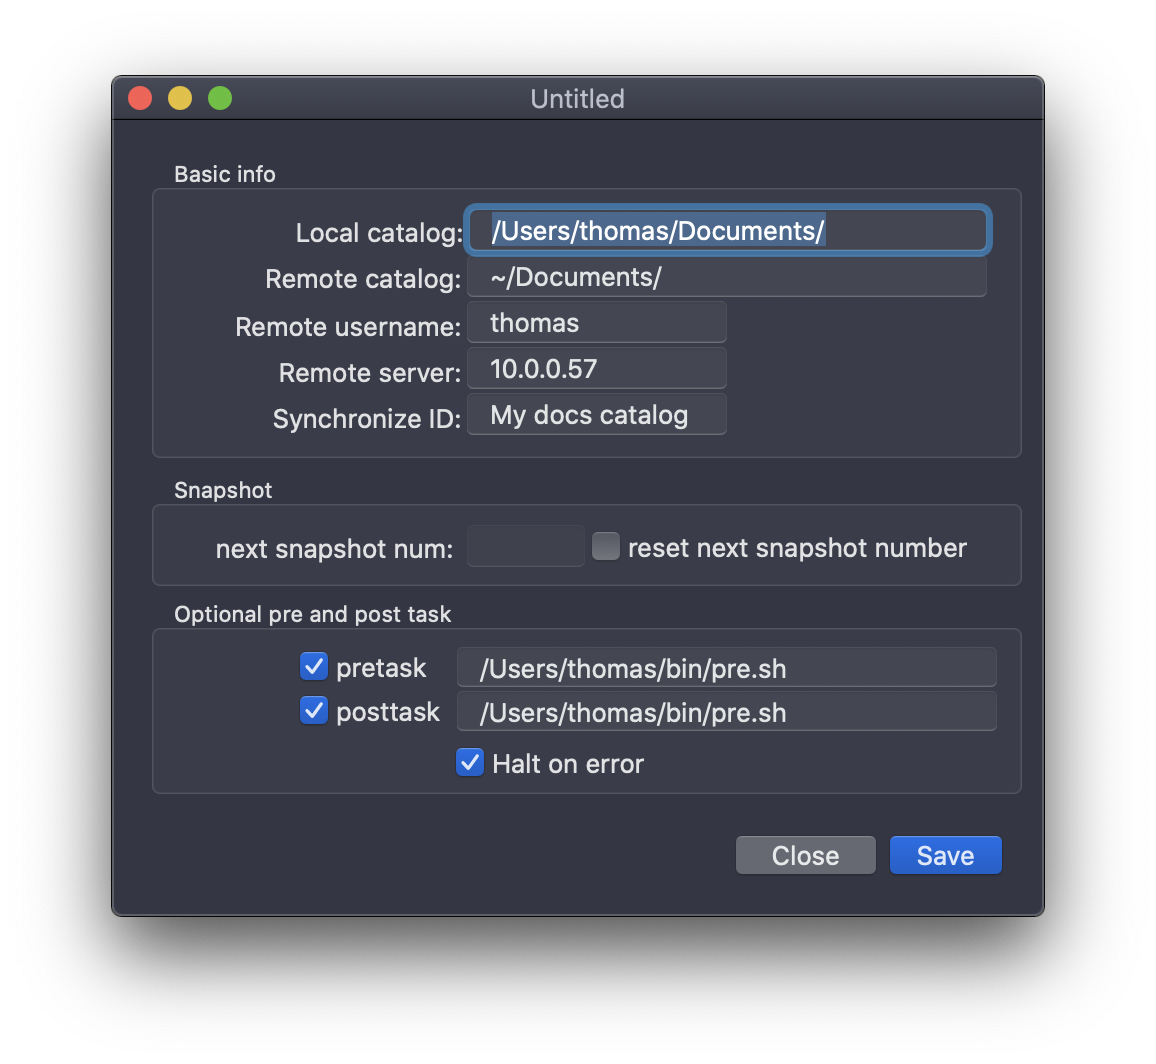 Untitled
Basic info
Local catalog: /Users/thomas/Documents/
Remote catalog: ~/Documents/
Remote username: thomas
Remote server: 10.0.0.57
Synchronize ID: My docs catalog
Snapshot
next snapshot num: reset next snapshot number
Optional pre and post task
pretask /Users/thomas/bin/pre.sh
posttask /Users/thomas/bin/pre.sh
Halt on error
Close Save